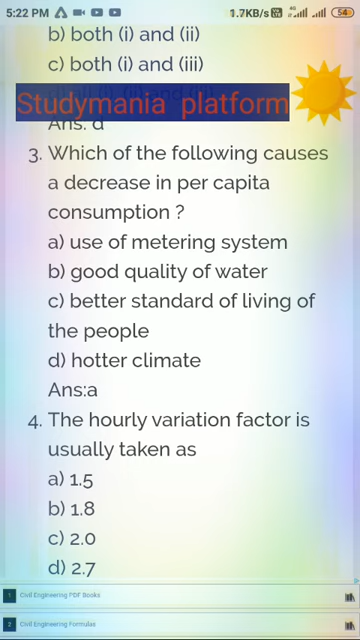 5:22 PM 1.7KB/s 4G 54
b) both (i) and (ii)
c) both (i) and (iii)
Studymania platform
Ans: d
3. Which of the following causes
a decrease in per capita
consumption ?
a) use of metering system
b) good quality of water
c) better standard of living of
the people
d) hotter climate
Ans:a
4. The hourly variation factor is
usually taken as
a) 1.5
b) 1.8
c) 2.0
d) 2.7
1 Civil Engineering PDF Books
2 Civil Engineering Formulas